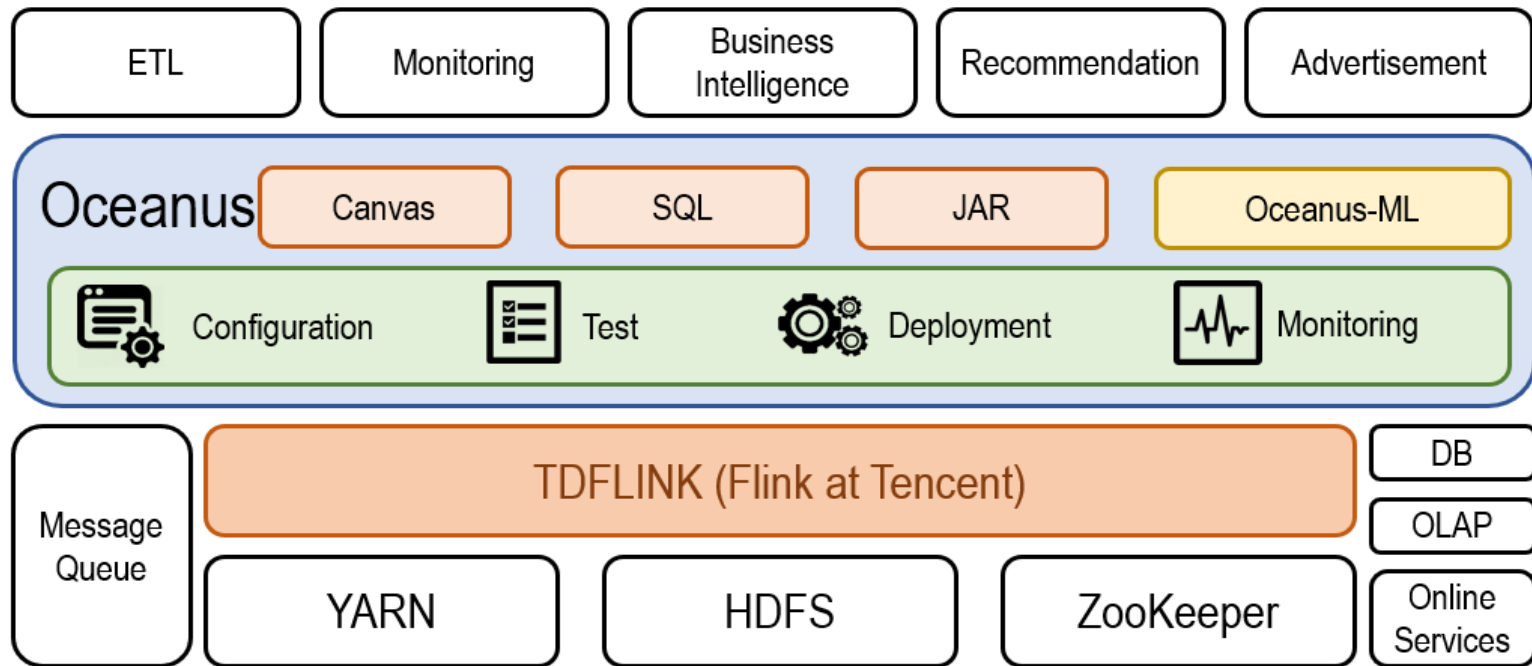 ETL
Monitoring
Business
Intelligence
Recommendation
Advertisement
Oceanus
Canvas
SQL
JAR
Oceanus-ML
Configuration
Test
Deployment
Monitoring
Message
Queue
TDFLINK (Flink at Tencent)
DB
OLAP
Online
Services
YARN
HDFS
ZooKeeper